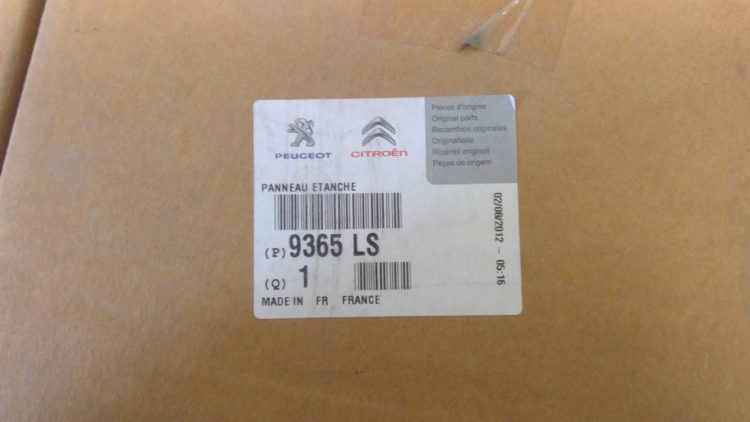 PEUGEOT
CITROËN
Pièces d'origine
Original parts
Recambios originales
Originalteile
Ricambi originali
Peças de origem
PANNEAU ETANCHE
(P) 9365 LS
(Q) 1
MADE IN FR FRANCE
02/08/2012 - 05:16